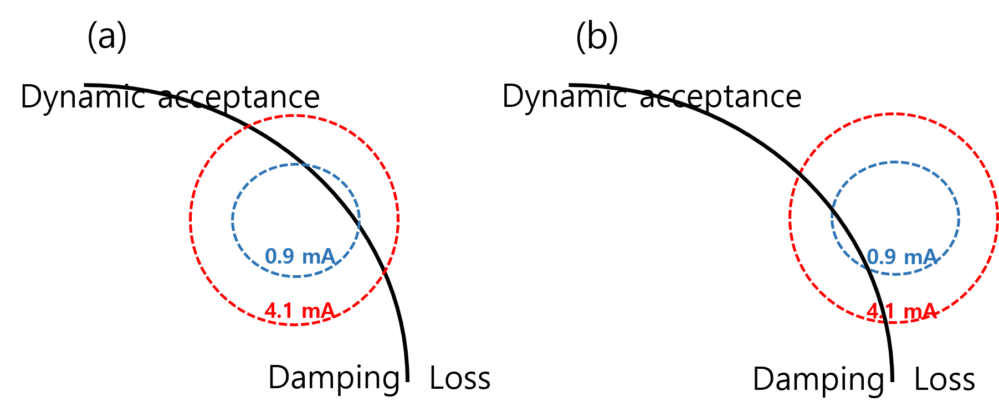 (a)
Dynamic acceptance
0.9 mA
4.1 mA
Damping Loss
(b)
Dynamic acceptance
0.9 mA
4.1 mA
Damping Loss